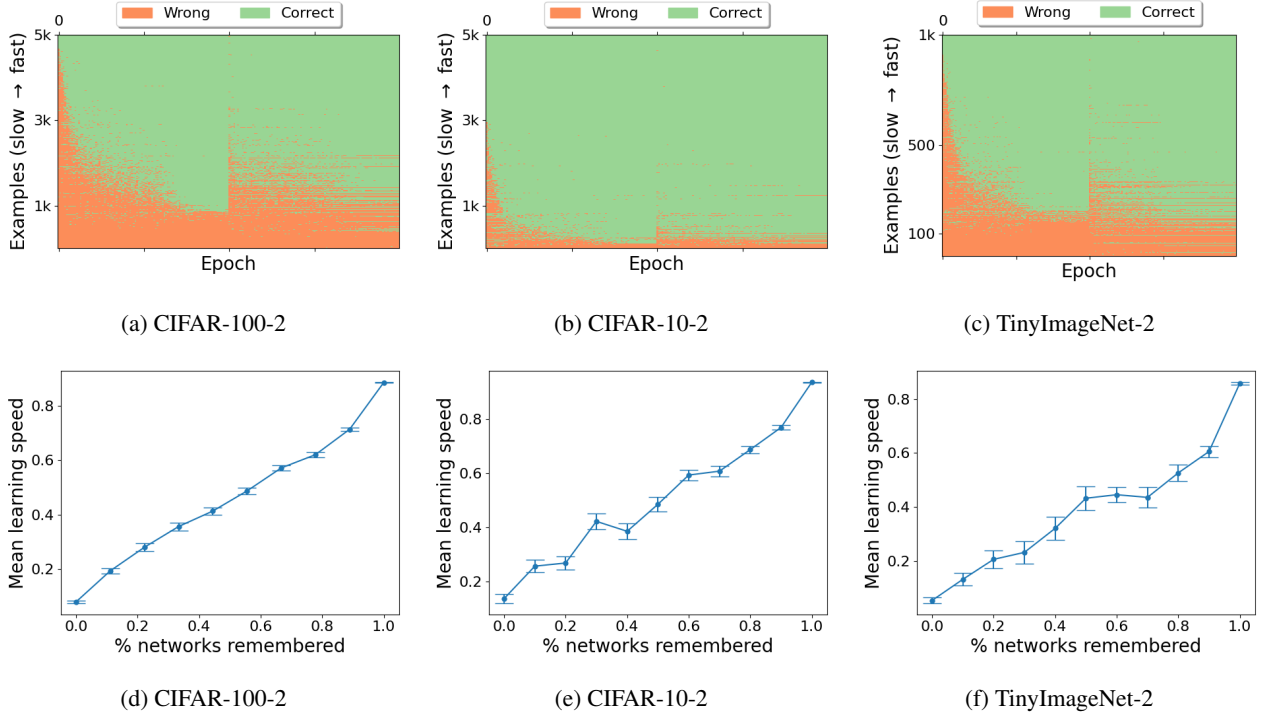 0
Wrong Correct
5k
3k
1k
Examples (slow → fast)
Epoch
(a) CIFAR-100-2
0
Wrong Correct
5k
3k
1k
Examples (slow → fast)
Epoch
(b) CIFAR-10-2
0
Wrong Correct
1k
500
100
Examples (slow → fast)
Epoch
(c) TinyImageNet-2
0.8
0.6
0.4
0.2
Mean learning speed
0.0 0.2 0.4 0.6 0.8 1.0
% networks remembered
(d) CIFAR-100-2
0.8
0.6
0.4
0.2
Mean learning speed
0.0 0.2 0.4 0.6 0.8 1.0
% networks remembered
(e) CIFAR-10-2
0.8
0.6
0.4
0.2
Mean learning speed
0.0 0.2 0.4 0.6 0.8 1.0
% networks remembered
(f) TinyImageNet-2